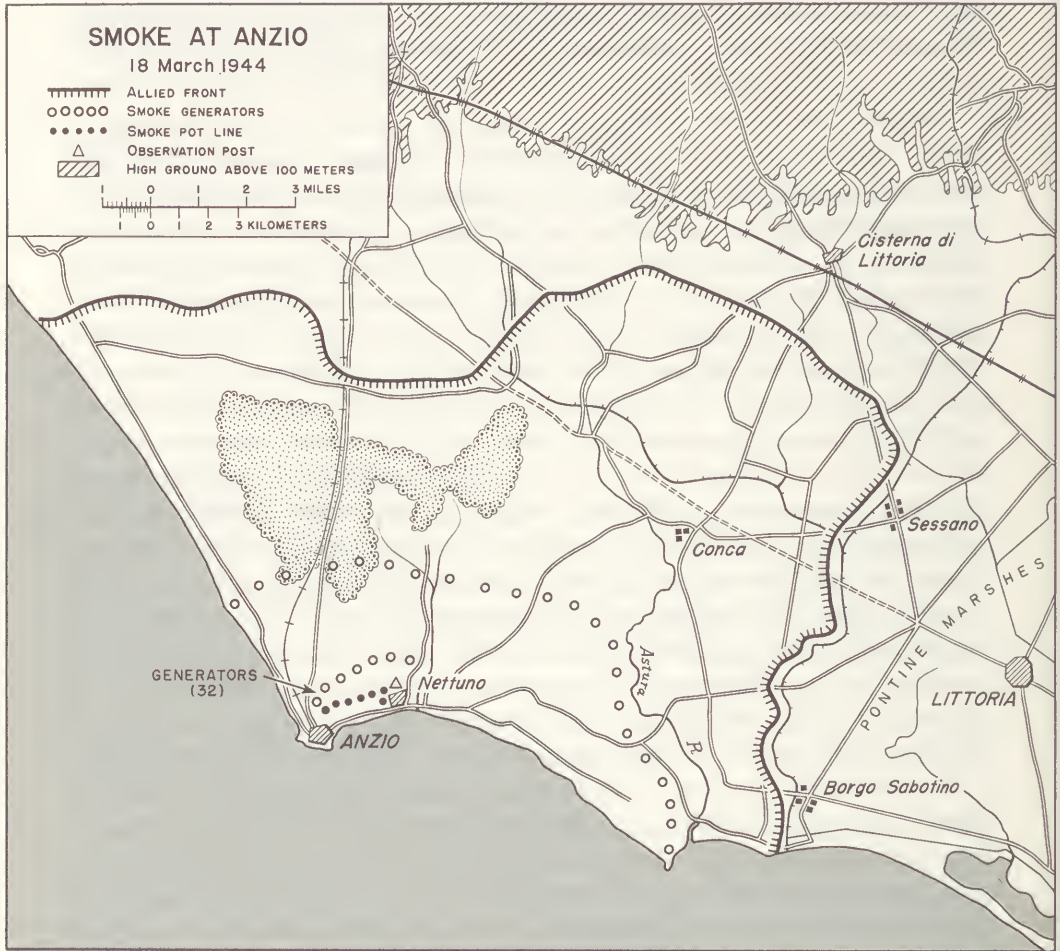 SMOKE AT ANZIO
18 March 1944
ALLIED FRONT
SMOKE GENERATORS
SMOKE POT LINE
OBSERVATION POST
HIGH GROUND ABOVE 100 METERS
1 0 1 2 3 MILES
1 0 1 2 3 KILOMETERS
Cisterna di
Littoria
Sessano
Conca
PONTINE MARSHES
Astura
R
GENERATORS
(32)
Nettuno
LITTORIA
ANZIO
Borgo Sabotino